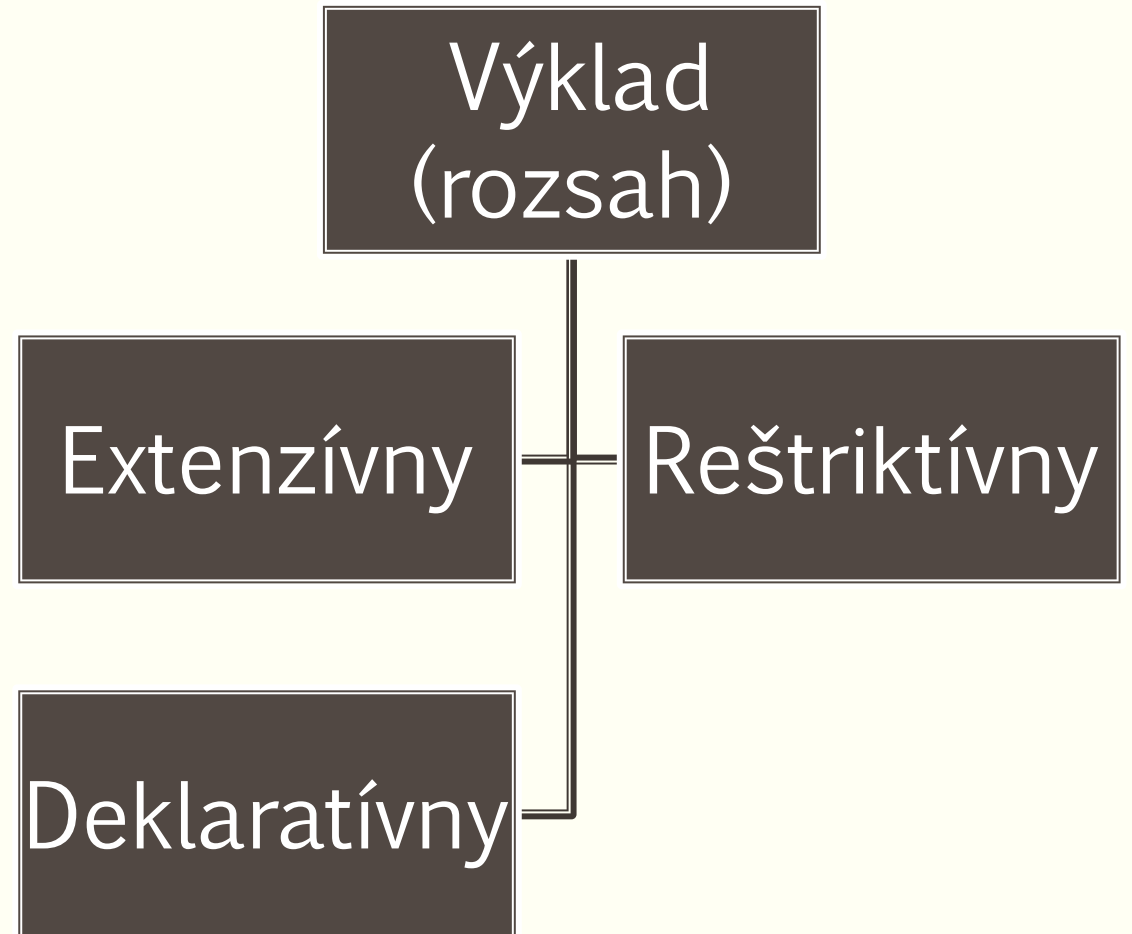 Výklad
(rozsah)
Extenzívny
Reštriktívny
Deklaratívny